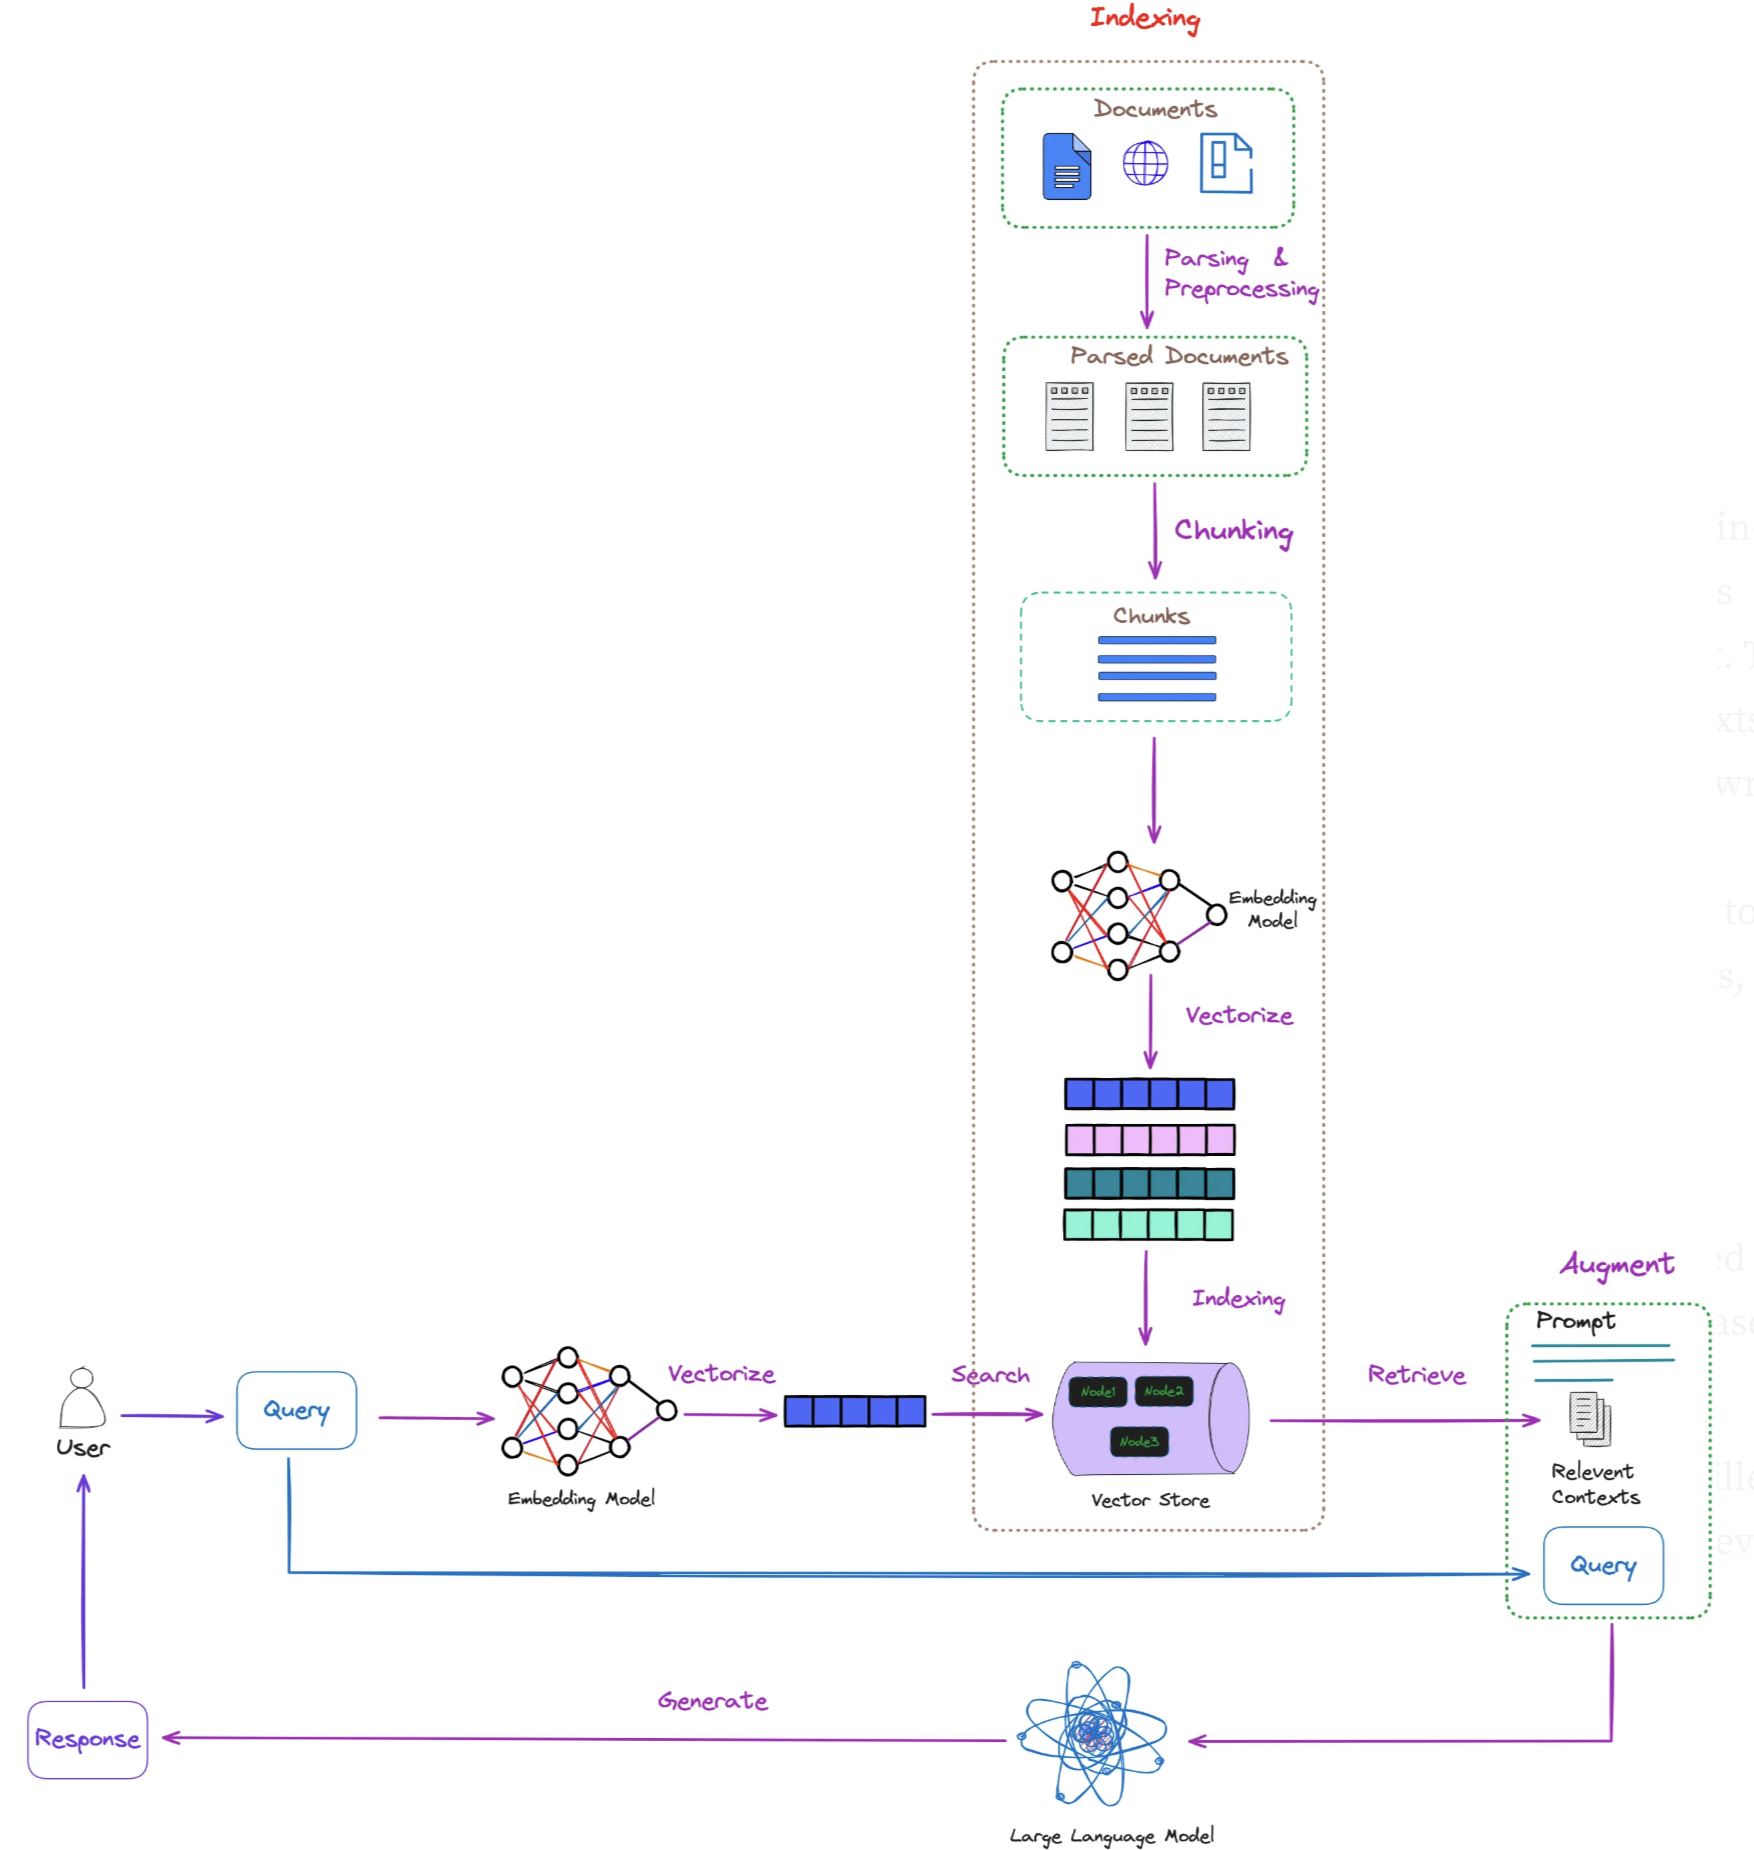 Indexing
Documents
Parsing &
Preprocessing
Parsed Documents
Chunking
Chunks
Embedding
Model
Vectorize
Indexing
Augment
Prompt
User
Query
Embedding Model
Vectorize
Search
Node1
Node2
Node3
Vector Store
Retrieve
Relevent
Contexts
Query
Response
Generate
Large Language Model